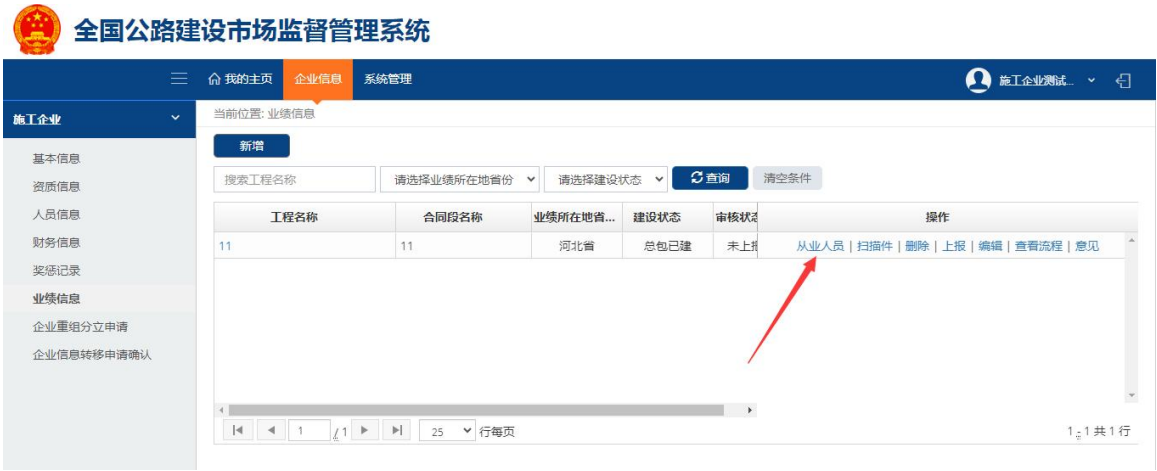 全国公路建设市场监督管理系统
我的主页 企业信息 系统管理 施工企业测试...
施工企业
当前位置: 业绩信息
新增
基本信息
资质信息
人员信息
财务信息
奖惩记录
业绩信息
企业重组分立申请
企业信息转移申请确认
搜索工程名称 请选择业绩所在地省份 请选择建设状态 查询 清空条件
工程名称 合同段名称 业绩所在地省... 建设状态 审核状态 操作
11 11 河北省 总包已建 未上报 从业人员 | 扫描件 | 删除 | 上报 | 编辑 | 查看流程 | 意见
1 / 1 25 行每页 1 - 1 共 1 行